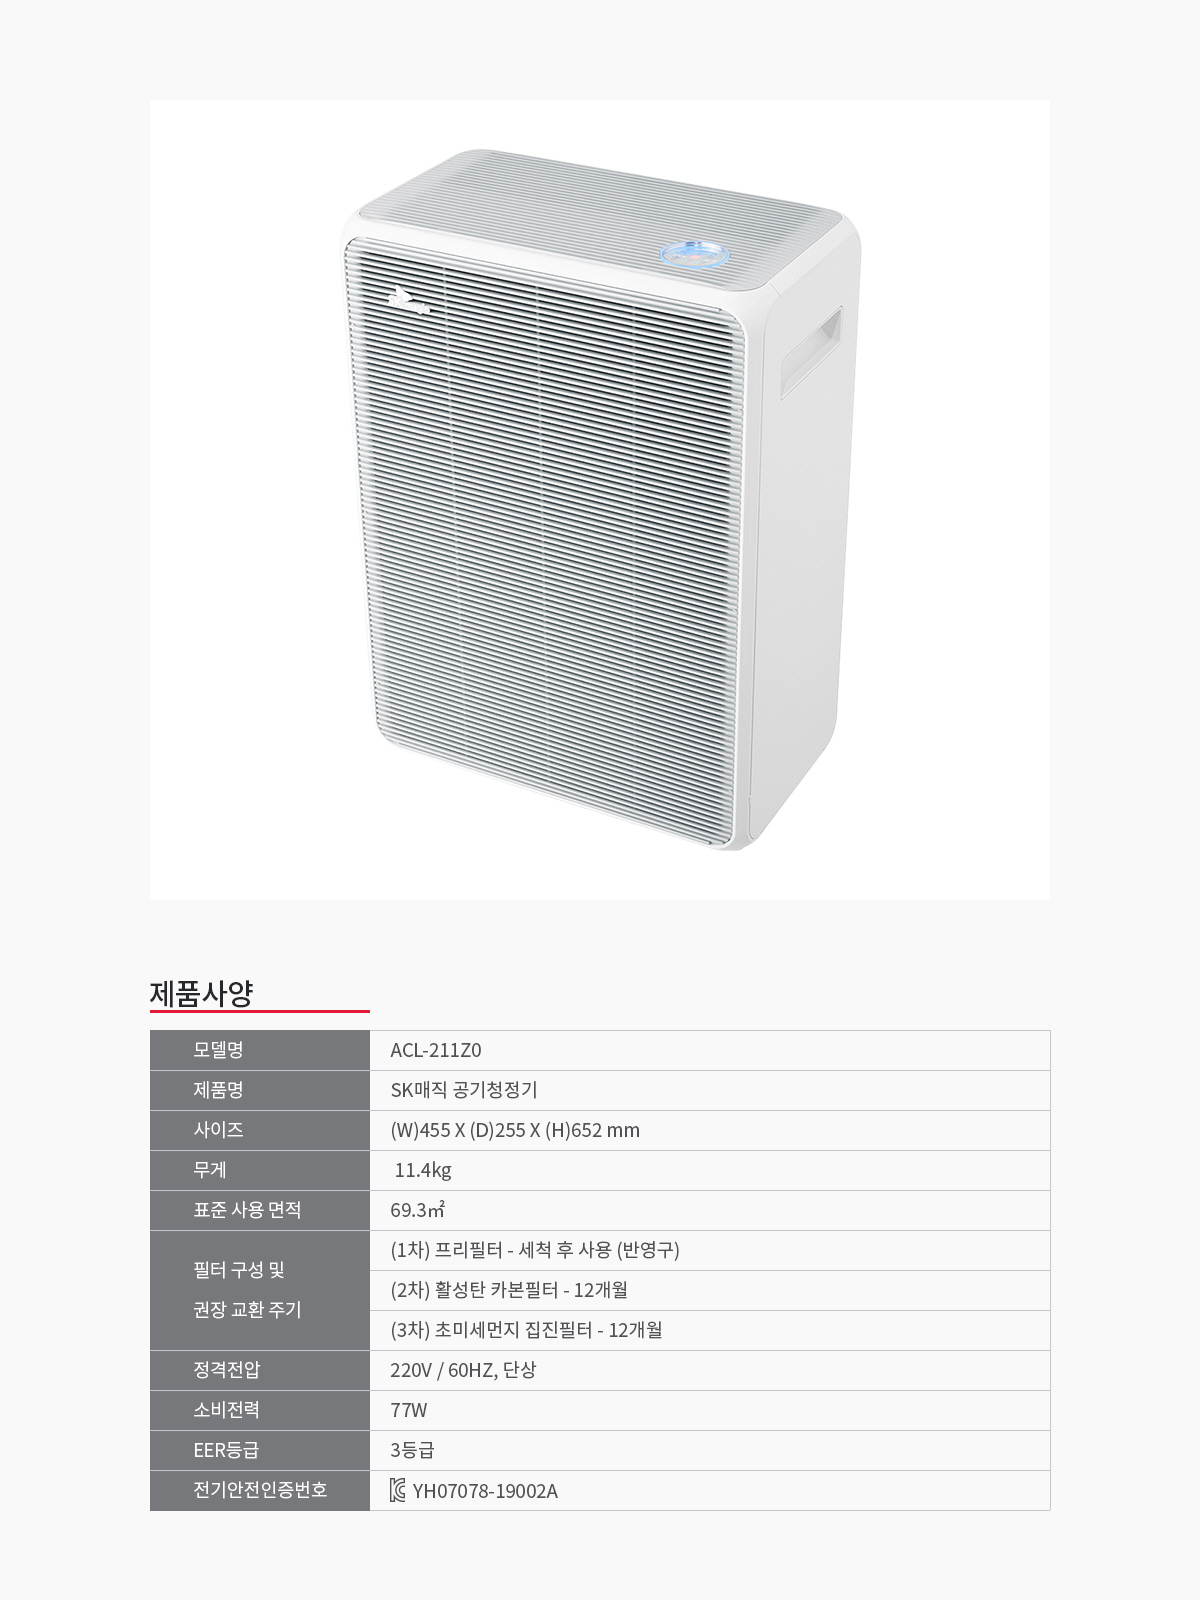 제품사양
모델명 ACL-211Z0
제품명 SK매직 공기청정기
사이즈 (W)455 X (D)255 X (H)652 mm
무게 11.4kg
표준 사용 면적 69.3㎡
필터 구성 및
권장 교환 주기
(1차) 프리필터 - 세척 후 사용 (반영구)
(2차) 활성탄 카본필터 - 12개월
(3차) 초미세먼지 집진필터 - 12개월
정격전압 220V / 60HZ, 단상
소비전력 77W
EER등급 3등급
전기안전인증번호 YH07078-19002A